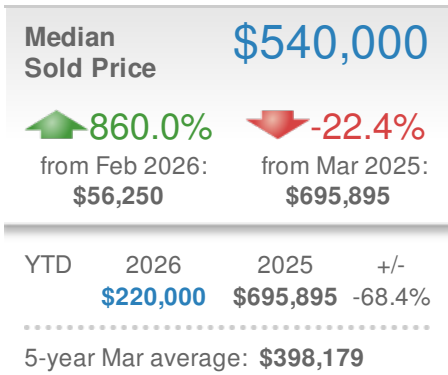 Median $540,000
Sold Price
860.0% -22.4%
from Feb 2026: from Mar 2025:
$56,250 $695,895
YTD 2026 2025 +/-
$220,000 $695,895 -68.4%
5-year Mar average: $398,179